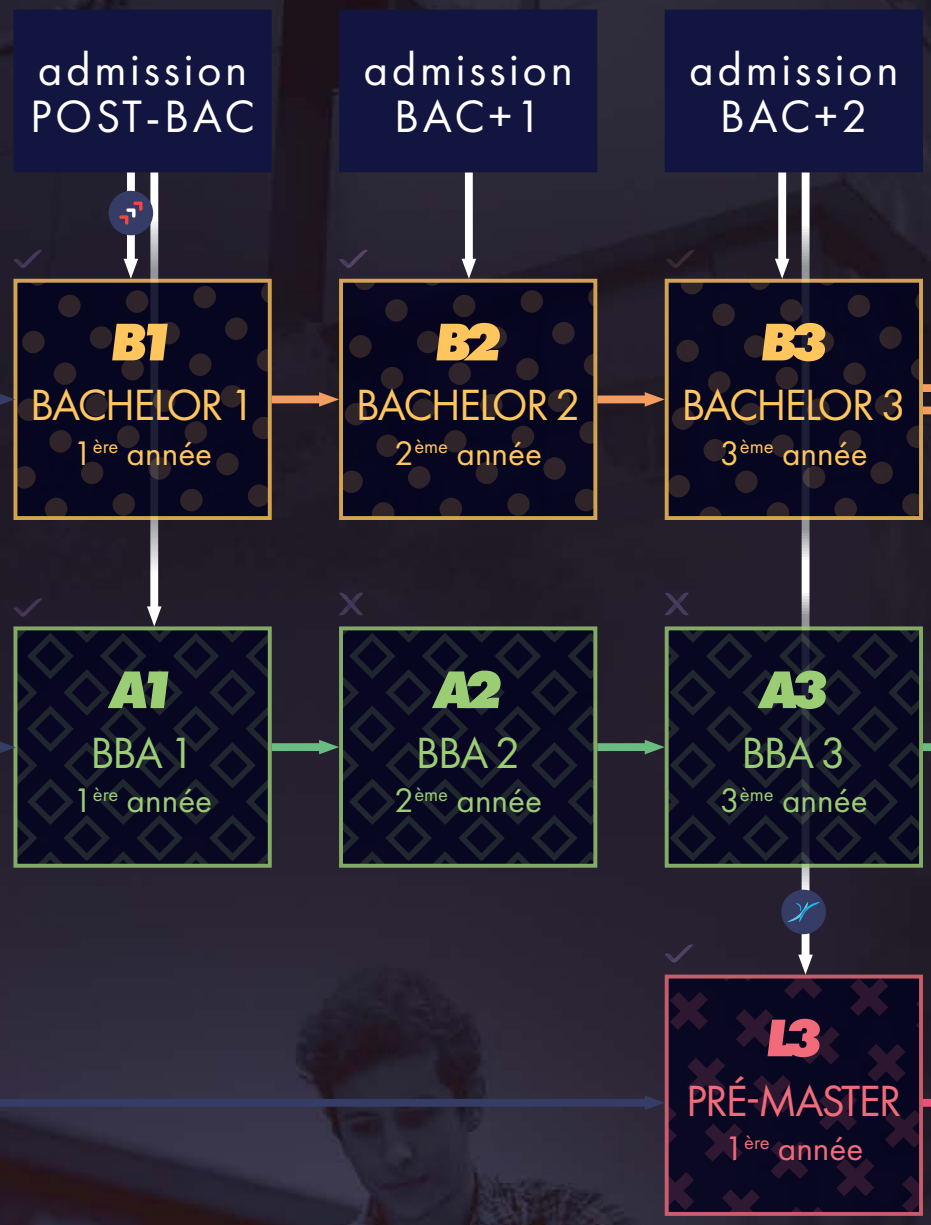 admission
POST-BAC
admission
BAC+1
admission
BAC+2
B1
BACHELOR 1
1ère année
B2
BACHELOR 2
2ème année
B3
BACHELOR 3
3ème année
A1
BBA 1
1ère année
A2
BBA 2
2ème année
A3
BBA 3
3ème année
L3
PRÉ-MASTER
1ère année